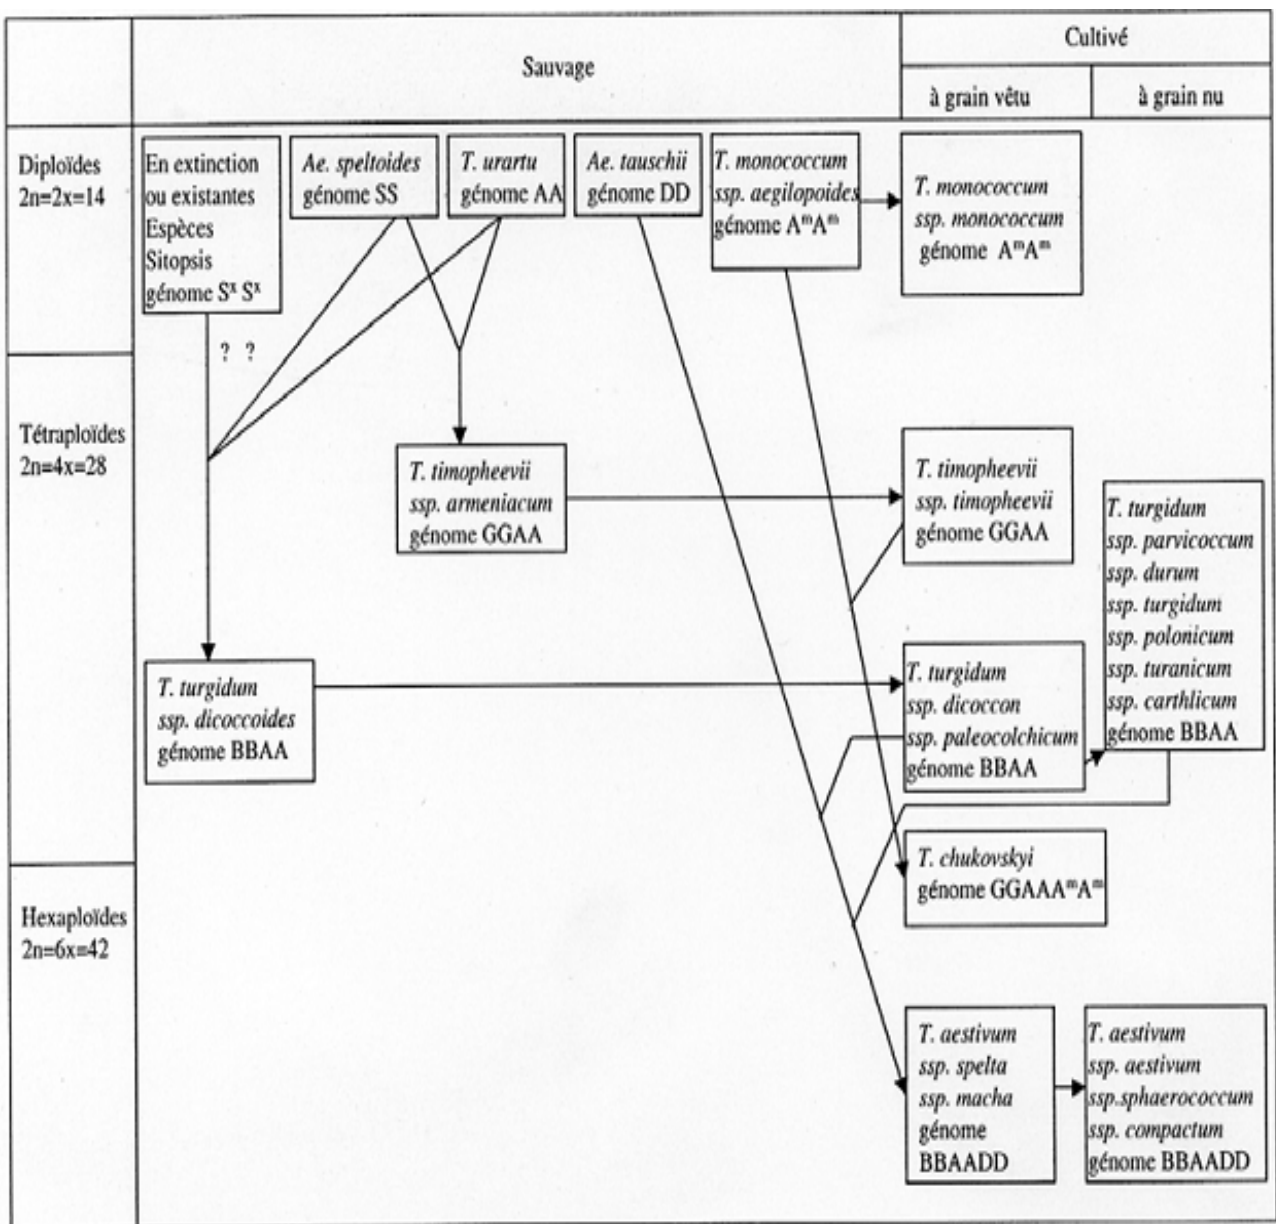 Sauvage
Cultivé
à grain vêtu
à grain nu
Diploïdes
2n=2x=14
En extinction
ou existantes
Espèces
Sitopsis
génome Sˣ Sˣ
Ae. speltoides
génome SS
T. urartu
génome AA
Ae. tauschii
génome DD
T. monococcum
ssp. aegilopoides
génome AᵐAᵐ
T. monococcum
ssp. monococcum
génome AᵐAᵐ
? ?
Tétraploïdes
2n=4x=28
T. timopheevii
ssp. armeniacum
génome GGAA
T. timopheevii
ssp. timopheevii
génome GGAA
T. turgidum
ssp. parvicoccum
ssp. durum
ssp. turgidum
ssp. polonicum
ssp. turanicum
ssp. carthlicum
génome BBAA
T. turgidum
ssp. dicoccoides
génome BBAA
T. turgidum
ssp. dicoccon
ssp. paleocolchicum
génome BBAA
Hexaploïdes
2n=6x=42
T. chukovskyi
génome GGAAAᵐAᵐ
T. aestivum
ssp. spelta
ssp. macha
génome
BBAADD
T. aestivum
ssp. aestivum
ssp.sphaerococcum
ssp. compactum
génome BBAADD